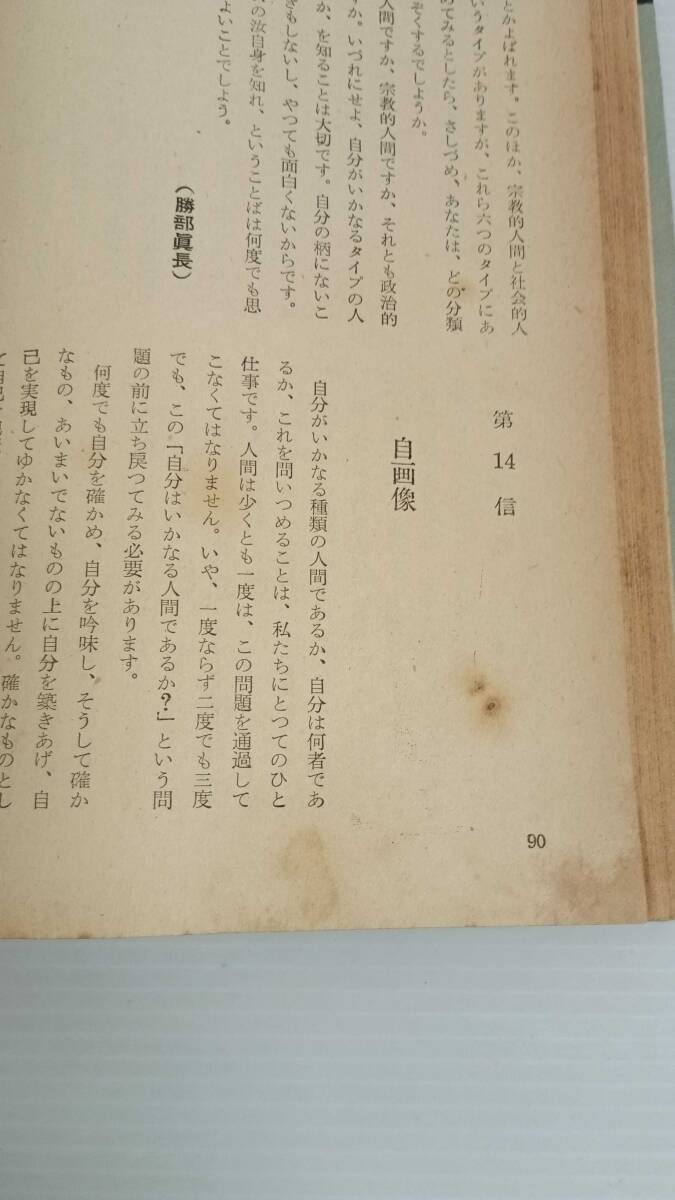 とかよばれます。このほか、宗教的人間と社会的人
いうタイプがありますが、これら六つのタイプにあ
めてみるとしたら、さしづめ、あなたは、どの分類
ぞくするでしようか。
人間ですか、宗教的人間ですか、それとも政治的
すか。いづれにせよ、自分がいかなるタイプの人
か、を知ることは大切です。自分の柄にないこ
きもしないし、やつても面白くないからです。
の汝自身を知れ、ということばは何度でも思
よいことでしよう。
(勝部眞長)
第14信
自画像
自分がいかなる種類の人間であるか、自分は何者であ
るか、これを問いつめることは、私たちにとつてのひと
仕事です。人間は少くとも一度は、この問題を通過して
こなくてはなりません。いや、一度ならず二度でも三度
でも、この「自分はいかなる人間であるか?」という問
題の前に立ち戻つてみる必要があります。
何度でも自分を確かめ、自分を吟味し、そうして確か
なもの、あいまいでないものの上に自分を築きあげ、自
己を実現してゆかなくてはなりません。確かなものとし
90